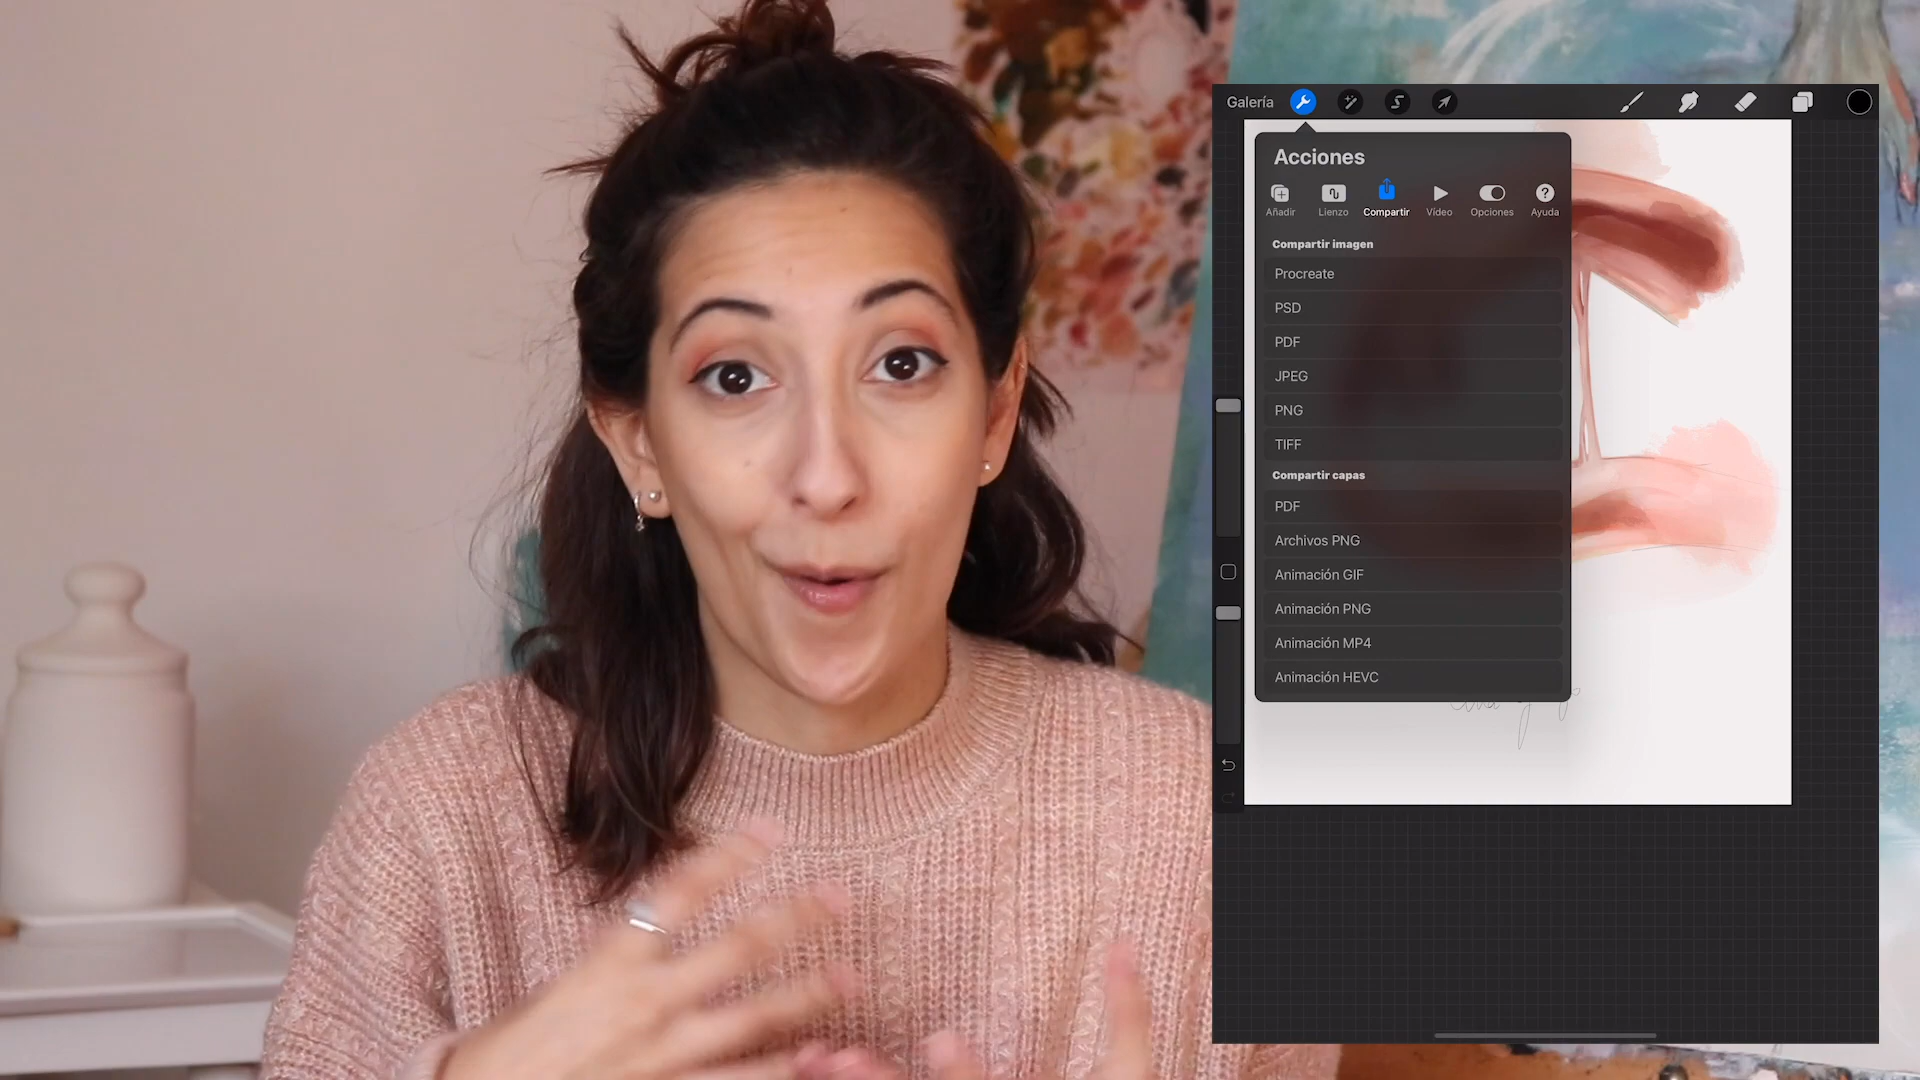 Galería
Acciones
Añadir Lienzo Compartir Vídeo Opciones Ayuda
Compartir imagen
Procreate
PSD
PDF
JPEG
PNG
TIFF
Compartir capas
PDF
Archivos PNG
Animación GIF
Animación PNG
Animación MP4
Animación HEVC